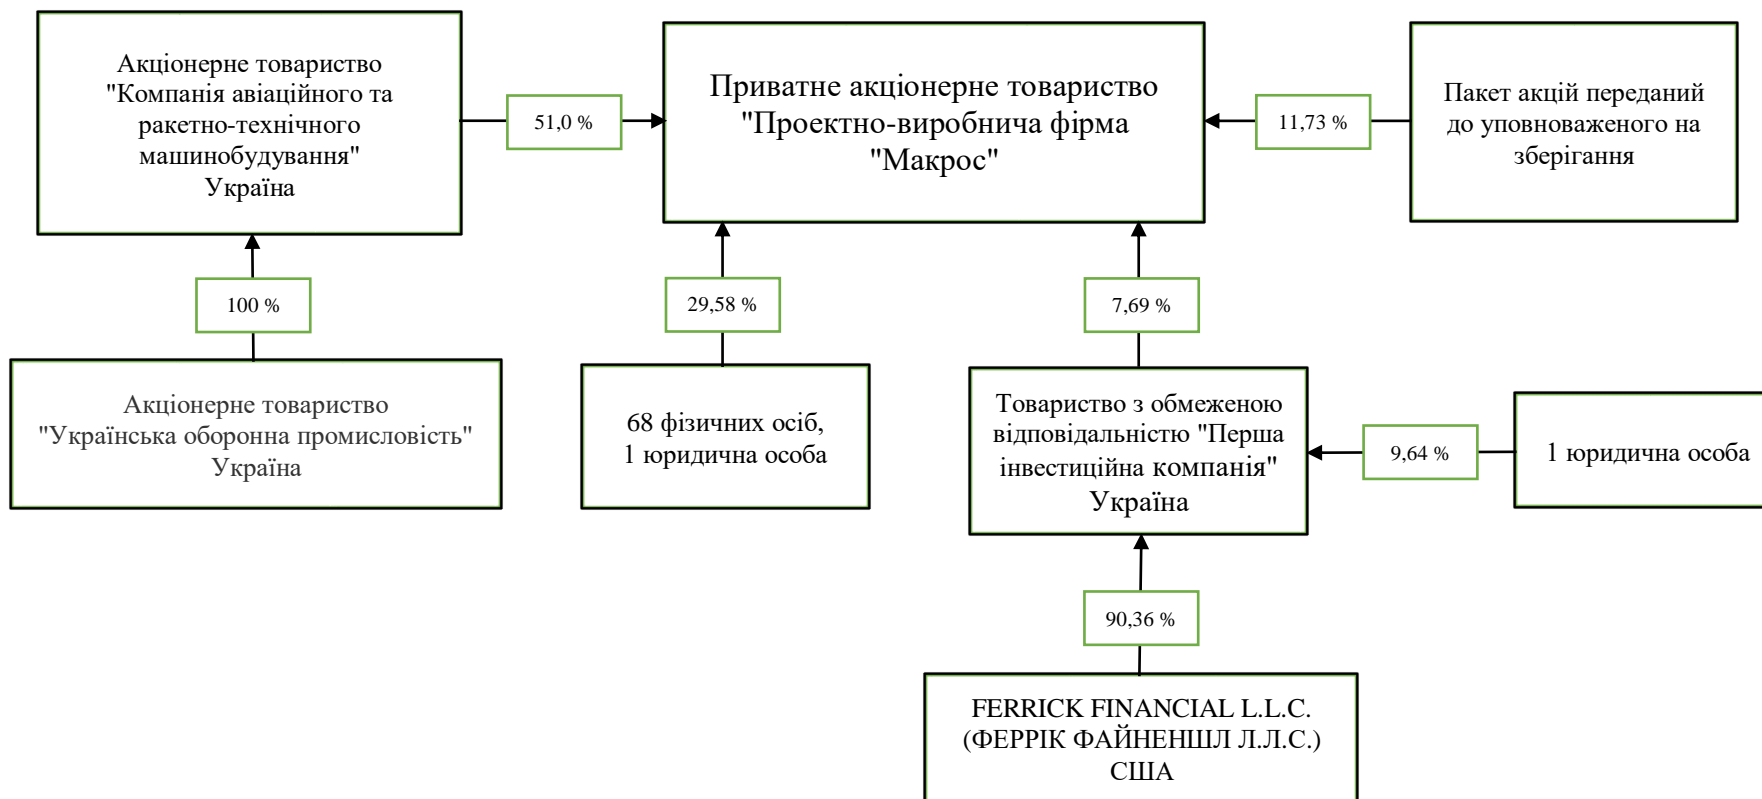 Акціонерне товариство
"Компанія авіаційного та
ракетно-технічного
машинобудування"
Україна
51,0 %
Приватне акціонерне товариство
"Проектно-виробнича фірма
"Макрос"
11,73 %
Пакет акцій переданий
до уповноваженого на
зберігання
100 %
29,58 %
7,69 %
Акціонерне товариство
"Українська оборонна промисловість"
Україна
68 фізичних осіб,
1 юридична особа
Товариство з обмеженою
відповідальністю "Перша
інвестиційна компанія"
Україна
9,64 %
1 юридична особа
90,36 %
FERRICK FINANCIAL L.L.C.
(ФЕРРІК ФАЙНЕНШЛ Л.Л.С.)
США